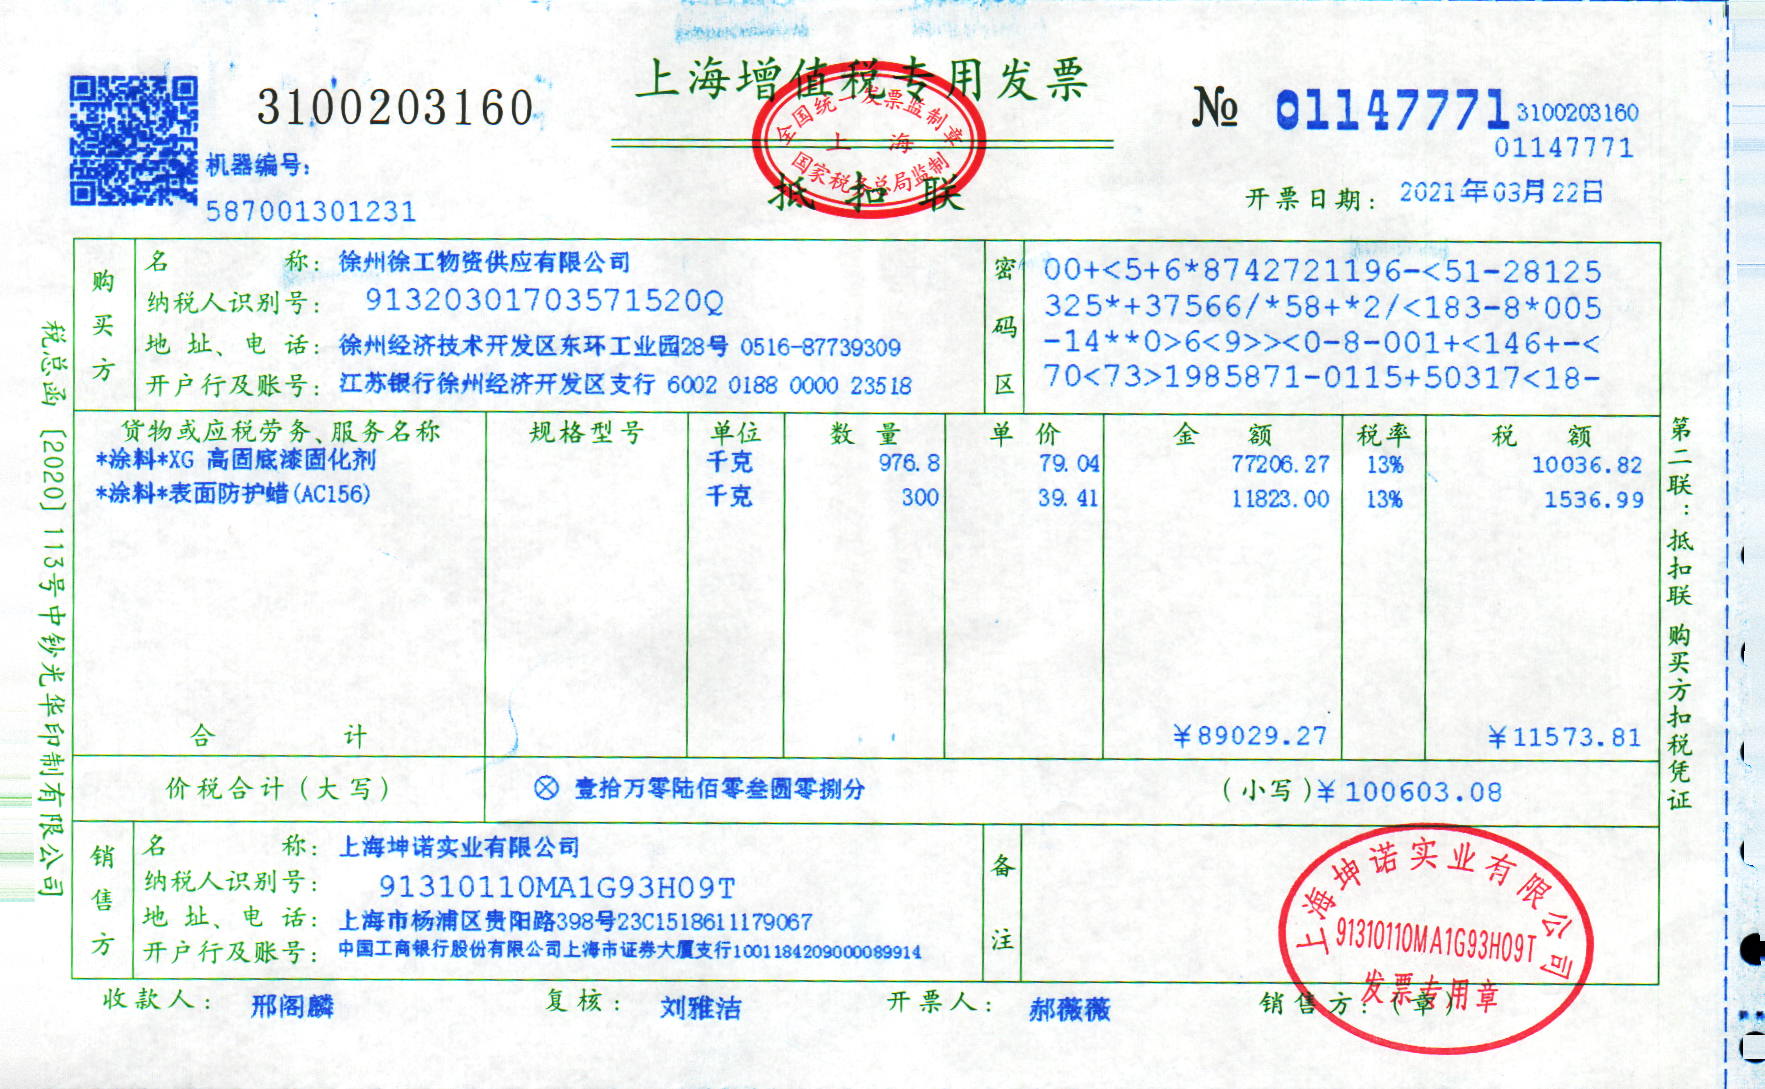 上海增值税专用发票
3100203160
№ 01147771
3100203160
01147771
全国统一发票监制章
上 海
国家税务总局监制
抵扣联
机器编号：
587001301231
开票日期： 2021年03月22日
购买方
名 称： 徐州徐工物资供应有限公司
纳税人识别号： 91320301703571520Q
地址、电话： 徐州经济技术开发区东环工业园28号 0516-87739309
开户行及账号： 江苏银行徐州经济开发区支行 6002 0188 0000 23518
密码区
00+<5+6*8742721196-<51-28125
325*+37566/*58+*2/<183-8*005
-14**0>6<9>><0-8-001+<146+-<
70<73>1985871-0115+50317<18-
货物或应税劳务、服务名称 规格型号 单位 数量 单价 金额 税率 税额
*涂料*XG 高固底漆固化剂 千克 976.8 79.04 77206.27 13% 10036.82
*涂料*表面防护蜡(AC156) 千克 300 39.41 11823.00 13% 1536.99
合 计 ￥89029.27 ￥11573.81
价税合计（大写） ⊗ 壹拾万零陆佰零叁圆零捌分 （小写）￥100603.08
销售方
名 称： 上海坤诺实业有限公司
纳税人识别号： 91310110MA1G93H09T
地址、电话： 上海市杨浦区贵阳路398号23C1518611179067
开户行及账号： 中国工商银行股份有限公司上海市证券大厦支行1001184209000089914
备注
上海坤诺实业有限公司
91310110MA1G93H09T
发票专用章
收款人： 邢阁麟 复核： 刘雅洁 开票人： 郝薇薇 销售方：（章）
税总函〔2020〕113号中钞光华印制有限公司
第二联：抵扣联 购买方扣税凭证